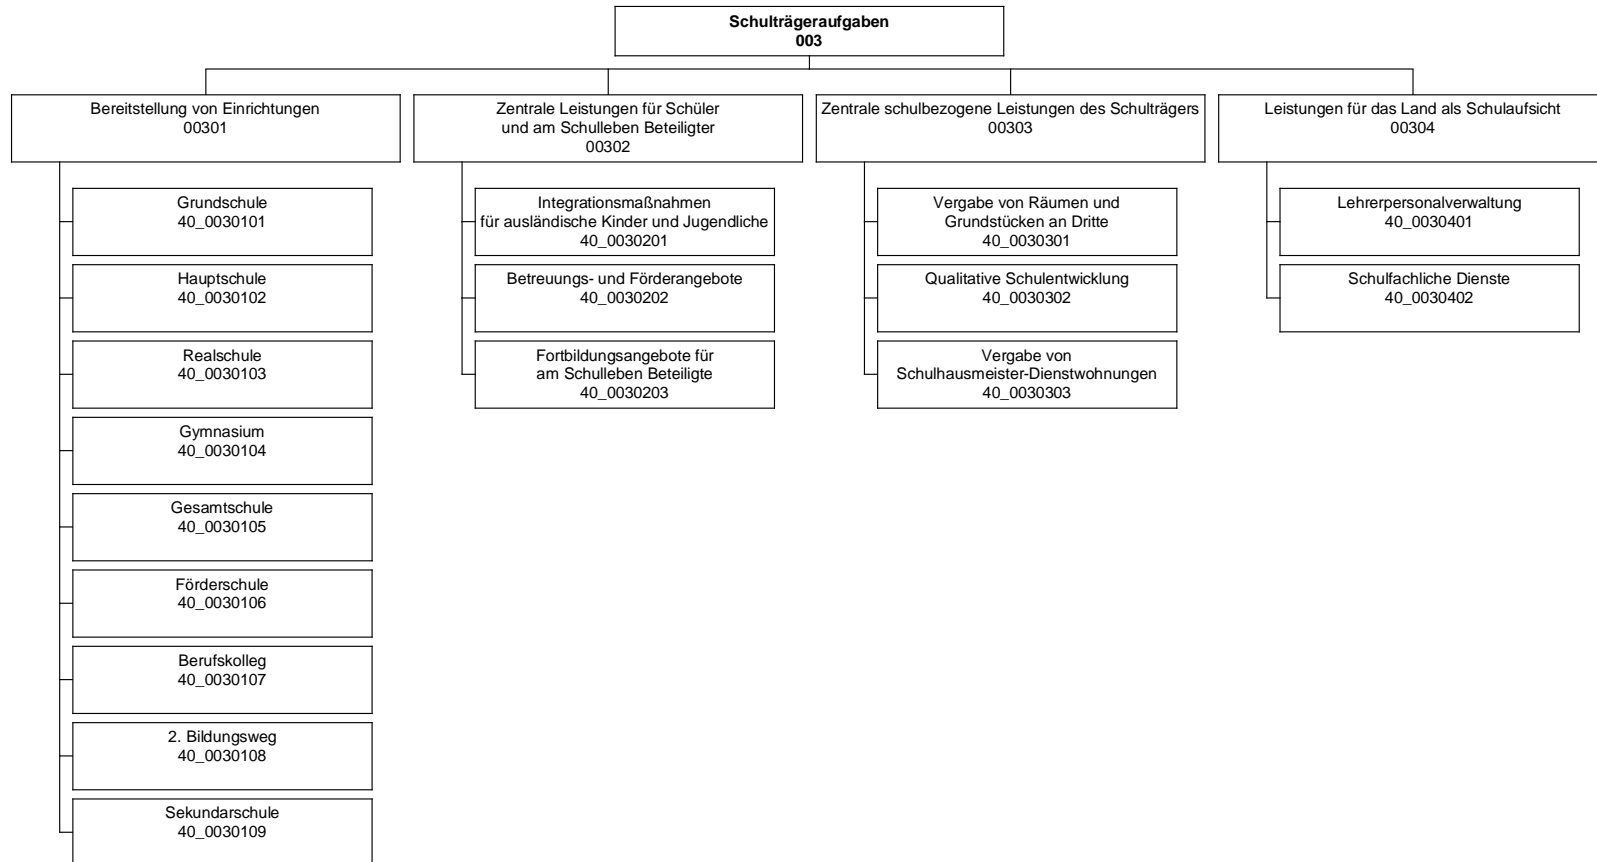 Schulträgeraufgaben
003
Bereitstellung von Einrichtungen
00301
Grundschule
40_0030101
Hauptschule
40_0030102
Realschule
40_0030103
Gymnasium
40_0030104
Gesamtschule
40_0030105
Förderschule
40_0030106
Berufskolleg
40_0030107
2. Bildungsweg
40_0030108
Sekundarschule
40_0030109
Zentrale Leistungen für Schüler
und am Schulleben Beteiligter
00302
Integrationsmaßnahmen
für ausländische Kinder und Jugendliche
40_0030201
Betreuungs- und Förderangebote
40_0030202
Fortbildungsangebote für
am Schulleben Beteiligte
40_0030203
Zentrale schulbezogene Leistungen des Schulträgers
00303
Vergabe von Räumen und
Grundstücken an Dritte
40_0030301
Qualitative Schulentwicklung
40_0030302
Vergabe von
Schulhausmeister-Dienstwohnungen
40_0030303
Leistungen für das Land als Schulaufsicht
00304
Lehrerpersonalverwaltung
40_0030401
Schulfachliche Dienste
40_0030402